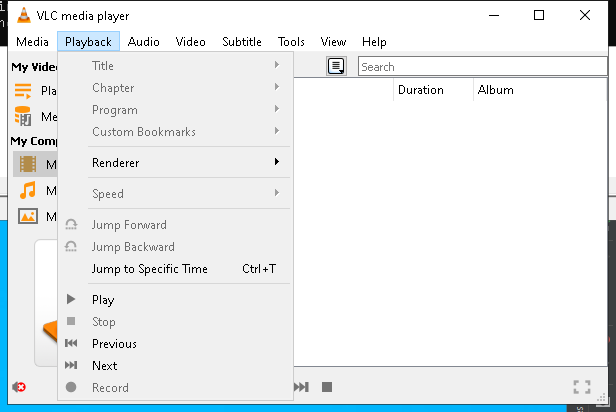 VLC media player
Media Playback Audio Video Subtitle Tools View Help
My Vide
Title
Search
Pla
Chapter
Duration Album
Me
Program
Custom Bookmarks
My Comp
M
Renderer
M
Speed
M
Jump Forward
Jump Backward
Jump to Specific Time Ctrl+T
Play
Stop
Previous
Next
Record